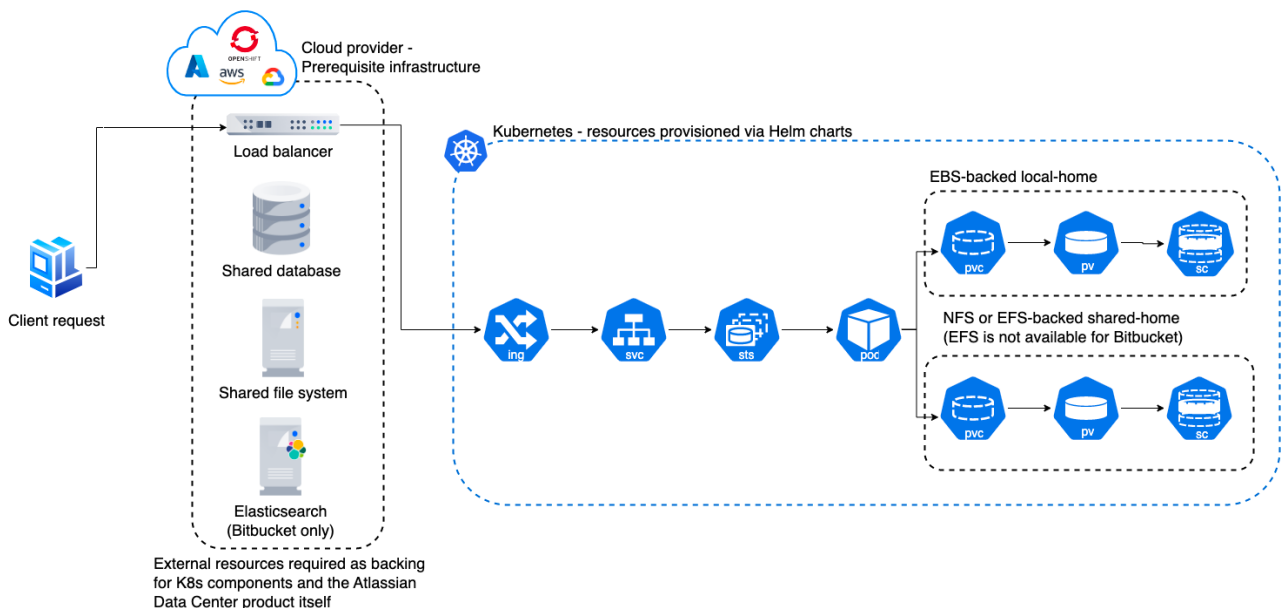 OPENSHIFT
aws
Cloud provider -
Prerequisite infrastructure
Load balancer
Shared database
Shared file system
Elasticsearch
(Bitbucket only)
External resources required as backing
for K8s components and the Atlassian
Data Center product itself
Client request
Kubernetes - resources provisioned via Helm charts
ing
svc
sts
pod
EBS-backed local-home
pvc
pv
sc
NFS or EFS-backed shared-home
(EFS is not available for Bitbucket)
pvc
pv
sc